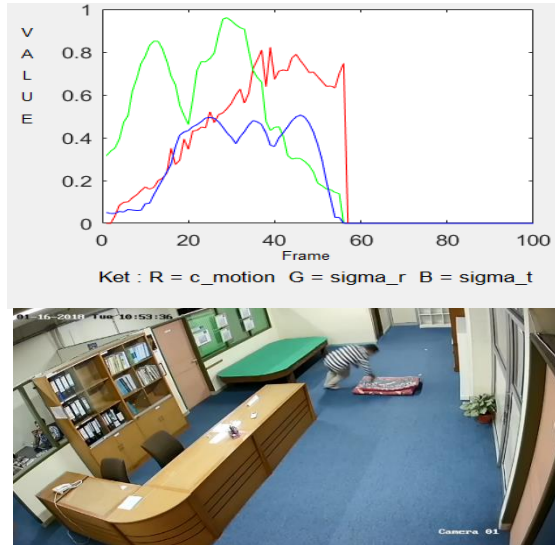 VALUE
1
0.8
0.6
0.4
0.2
0
0 20 40 60 80 100
Frame
Ket : R = c_motion G = sigma_r B = sigma_t
01-16-2018 Tue 10:53:36
Camera 01